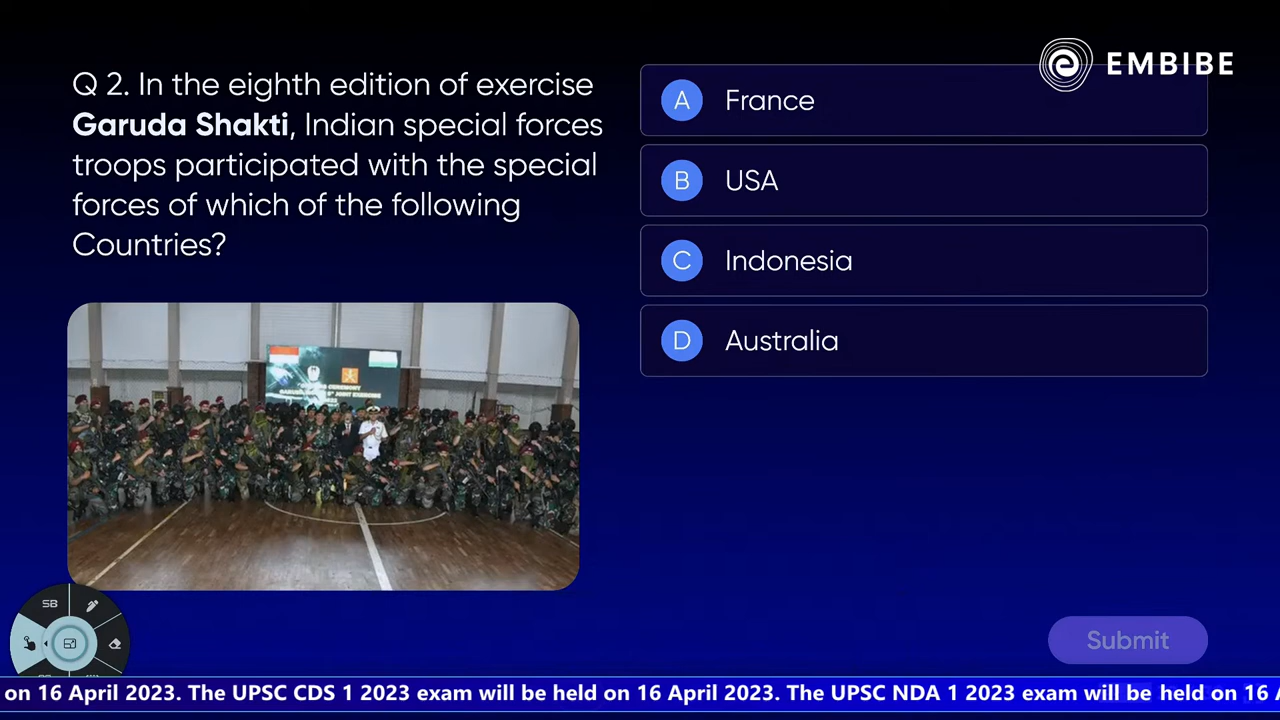 EMBIBE
Q 2. In the eighth edition of exercise
Garuda Shakti, Indian special forces
troops participated with the special
forces of which of the following
Countries?
A France
B USA
C Indonesia
D Australia
SB
Submit
on 16 April 2023. The UPSC CDS 1 2023 exam will be held on 16 April 2023. The UPSC NDA 1 2023 exam will be held on 16